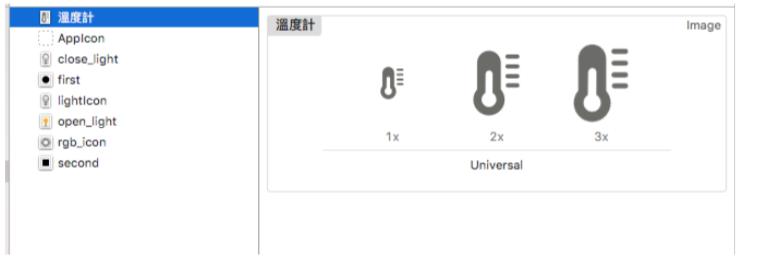 溫度計
AppIcon
close_light
first
lightIcon
open_light
rgb_icon
second
溫度計
Image
1x
2x
3x
Universal